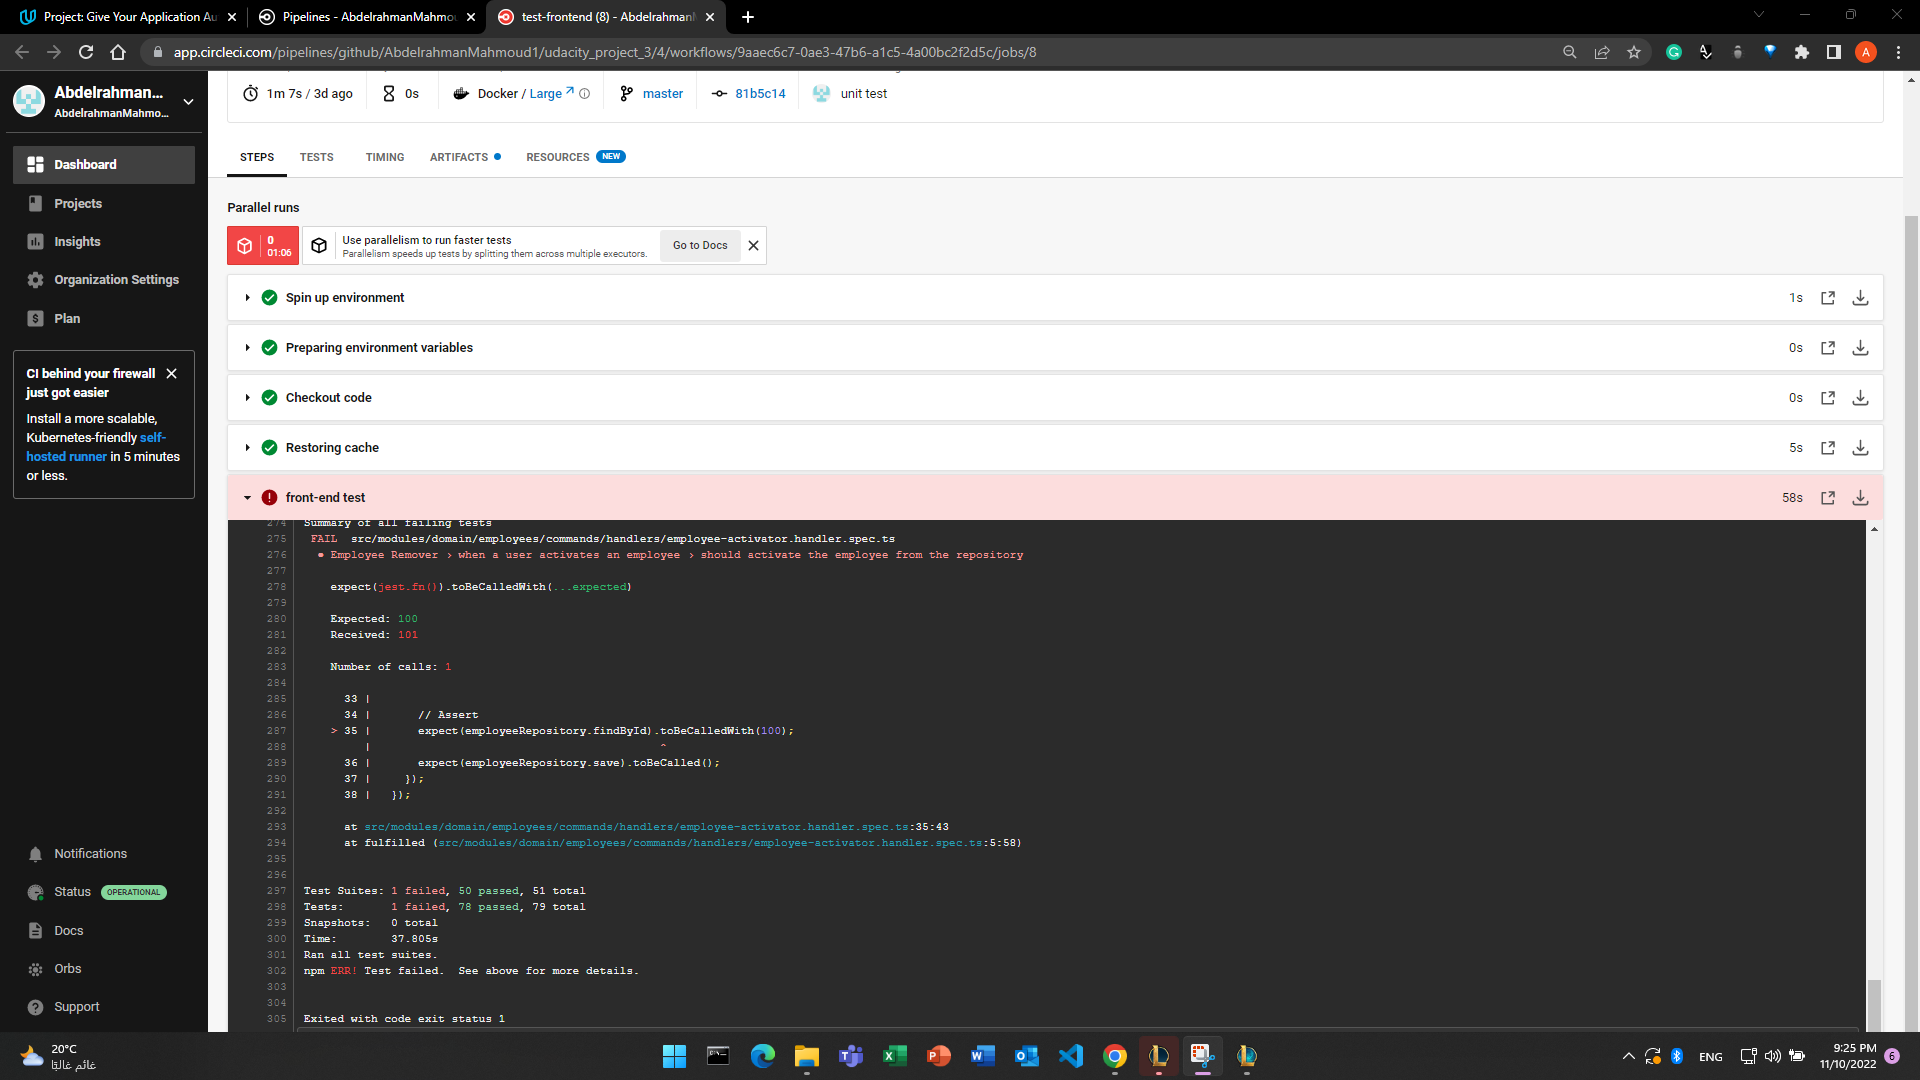 Project: Give Your Application Au
Pipelines - AbdelrahmanMahmou
test-frontend (8) - Abdelrahman
app.circleci.com/pipelines/github/AbdelrahmanMahmoud1/udacity_project_3/4/workflows/9aaec6c7-0ae3-47b6-a1c5-4a00bc2f2d5c/jobs/8
A
Abdelrahman...
AbdelrahmanMahmo...
Dashboard
Projects
Insights
Organization Settings
Plan
CI behind your firewall just got easier
Install a more scalable,
Kubernetes-friendly self-
hosted runner in 5 minutes
or less.
Notifications
Status OPERATIONAL
Docs
Orbs
Support
1m 7s / 3d ago
0s
Docker / Large
master
81b5c14
unit test
STEPS TESTS TIMING ARTIFACTS RESOURCES NEW
Parallel runs
0
01:06
Use parallelism to run faster tests
Parallelism speeds up tests by splitting them across multiple executors.
Go to Docs
Spin up environment 1s
Preparing environment variables 0s
Checkout code 0s
Restoring cache 5s
front-end test 58s
274 Summary of all failing tests
275 FAIL src/modules/domain/employees/commands/handlers/employee-activator.handler.spec.ts
276 ● Employee Remover › when a user activates an employee › should activate the employee from the repository
277
278 expect(jest.fn()).toBeCalledWith(...expected)
279
280 Expected: 100
281 Received: 101
282
283 Number of calls: 1
284
285 33 |
286 34 | // Assert
287 > 35 | expect(employeeRepository.findById).toBeCalledWith(100);
288 | ^
289 36 | expect(employeeRepository.save).toBeCalled();
290 37 | });
291 38 | });
292
293 at src/modules/domain/employees/commands/handlers/employee-activator.handler.spec.ts:35:43
294 at fulfilled (src/modules/domain/employees/commands/handlers/employee-activator.handler.spec.ts:5:58)
295
296
297 Test Suites: 1 failed, 50 passed, 51 total
298 Tests: 1 failed, 78 passed, 79 total
299 Snapshots: 0 total
300 Time: 37.805s
301 Ran all test suites.
302 npm ERR! Test failed. See above for more details.
303
304
305 Exited with code exit status 1
20°C
غائم غالبًا
ENG
9:25 PM
11/10/2022
6